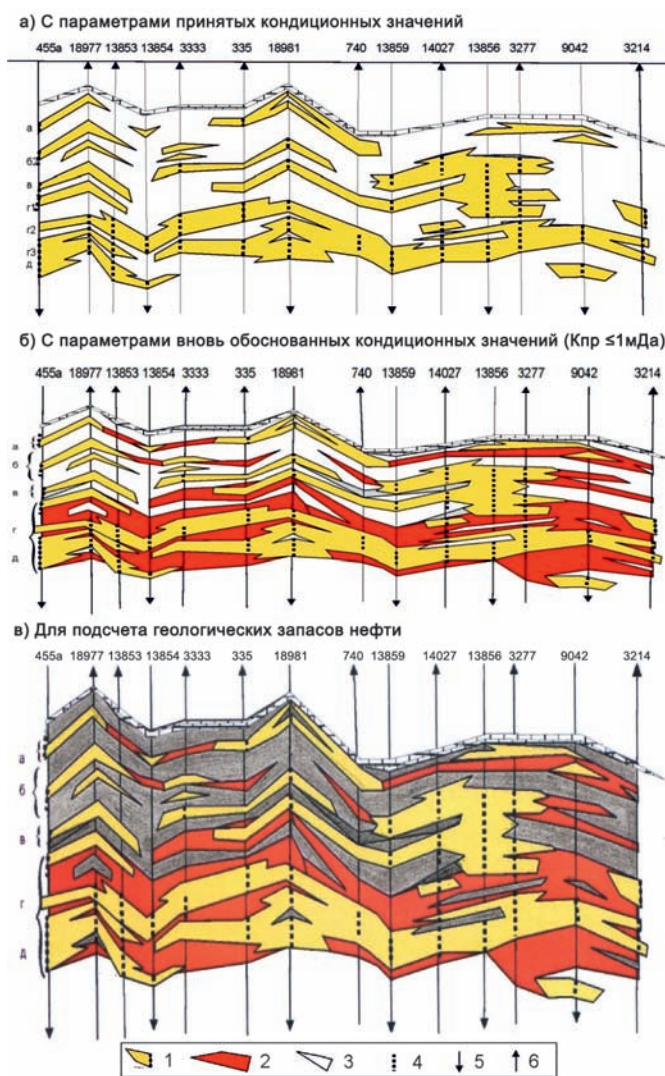 а) С параметрами принятых кондиционных значений
455а 18977 13853 13854 3333 335 18981 740 13859 14027 13856 3277 9042 3214
а
б2
в
г1
г2
г3
д
б) С параметрами вновь обоснованных кондиционных значений (Кпр ≤1мДа)
455а 18977 13853 13854 3333 335 18981 740 13859 14027 13856 3277 9042 3214
а
б
в
г
д
в) Для подсчета геологических запасов нефти
455а 18977 13853 13854 3333 335 18981 740 13859 14027 13856 3277 9042 3214
а
б
в
г
д
1 2 3 4 5 6